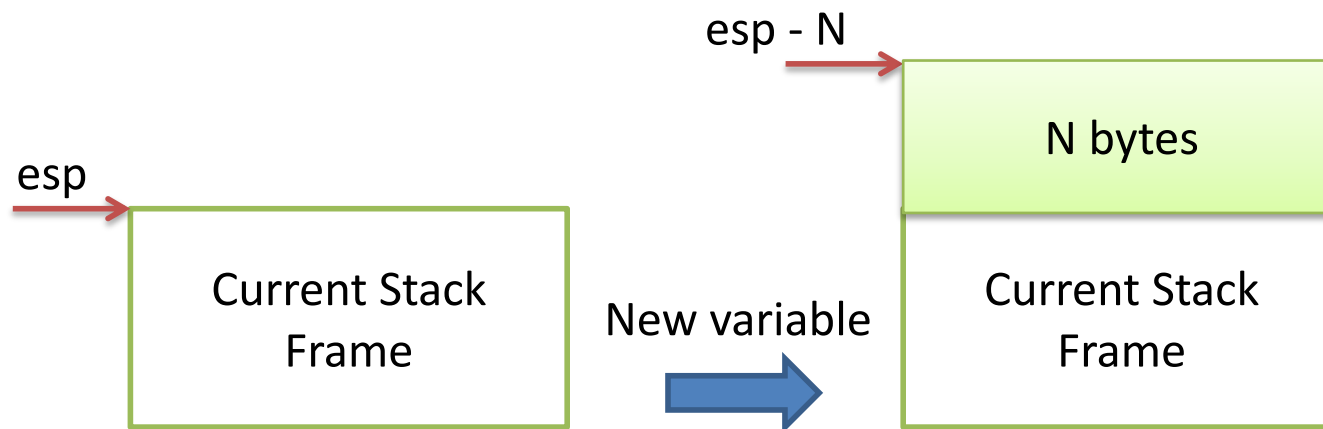 esp - N
N bytes
esp
Current Stack
Frame
New variable
Current Stack
Frame